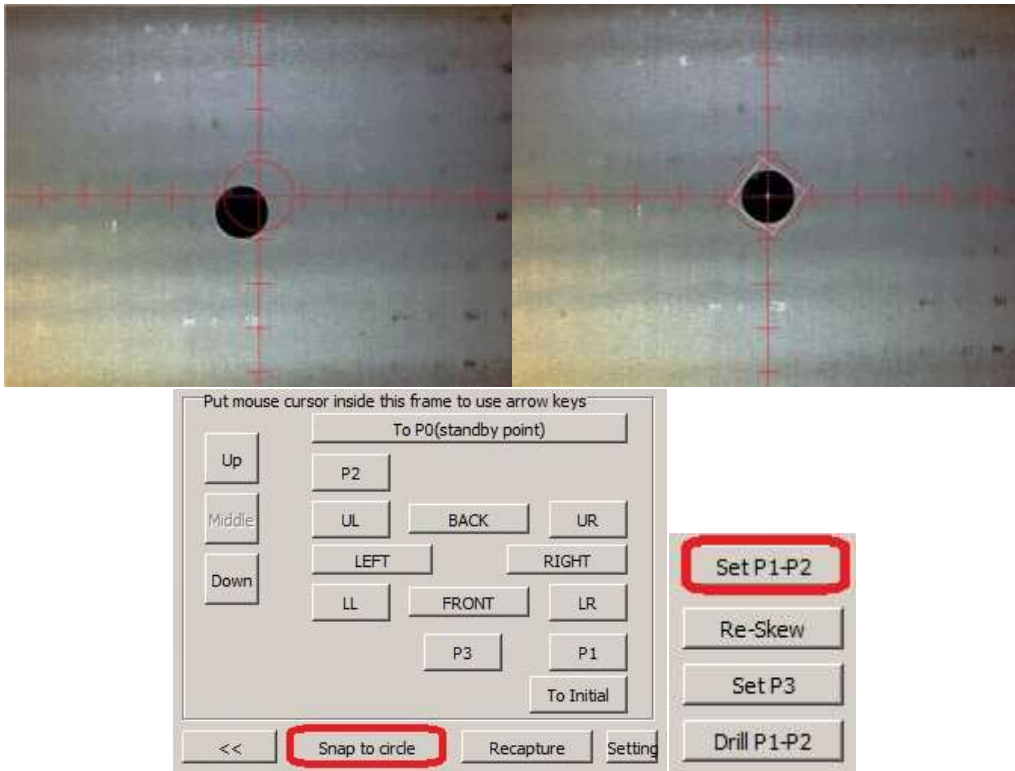 Put mouse cursor inside this frame to use arrow keys
To P0(standby point)
Up
P2
Middle
UL
BACK
UR
LEFT
RIGHT
Down
LL
FRONT
LR
P3
P1
To Initial
<<
Snap to circle
Recapture
Setting
Set P1-P2
Re-Skew
Set P3
Drill P1-P2